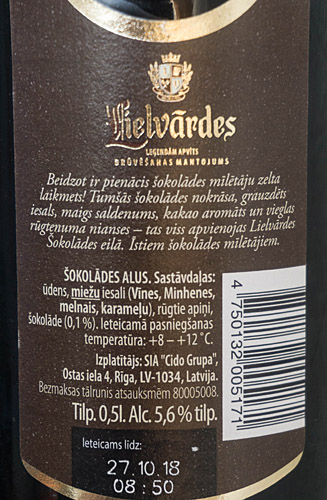 Lielvārdes
LEĢENDĀM APVĪTS
BRŪVĒŠANAS MANTOJUMS
Beidzot ir pienācis šokolādes mīlētāju zelta
laikmets! Tumšās šokolādes nokrāsa, grauzdēts
iesals, maigs saldenums, kakao aromāts un vieglas
rūgtenuma nianses – tas viss apvienojas Lielvārdes
Šokolādes eilā. Īstiem šokolādes mīlētājiem.
ŠOKOLĀDES ALUS. Sastāvdaļas:
ūdens, miežu iesali (Vīnes, Minhenes,
melnais, karameļu), rūgtie apiņi,
šokolāde (0,1 %). Ieteicamā pasniegšanas
temperatūra: +8 – +12 °C.
Izplatītājs: SIA "Cido Grupa",
Ostas iela 4, Rīga, LV-1034, Latvija.
Bezmaksas tālrunis atsauksmēm 80005008.
Tilp. 0,5l. Alc. 5,6 % tilp.
Ieteicams līdz:
27.10.18
08:50
4 750132 005171